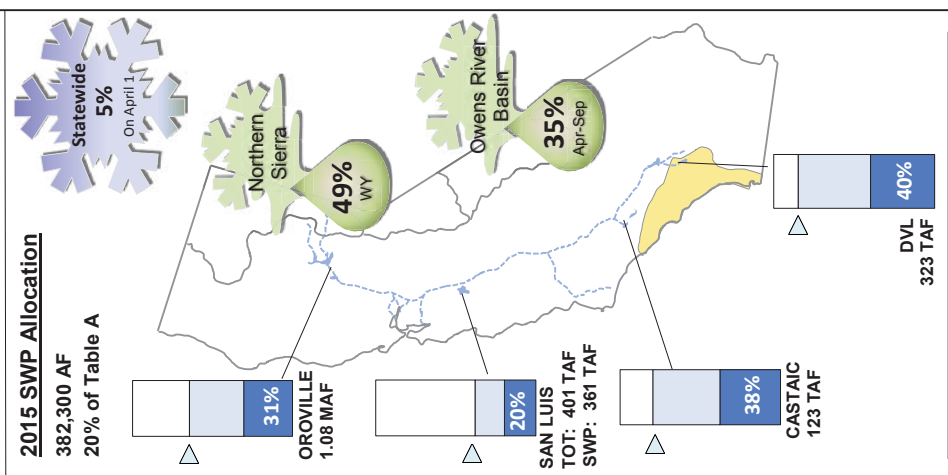 2015 SWP Allocation
382,300 AF
20% of Table A
Statewide
5%
On April 1
Northern
Sierra
49%
WY
Owens River
Basin
35%
Apr-Sep
31%
OROVILLE
1.08 MAF
20%
SAN LUIS
TOT: 401 TAF
SWP: 361 TAF
38%
CASTAIC
123 TAF
40%
DVL
323 TAF